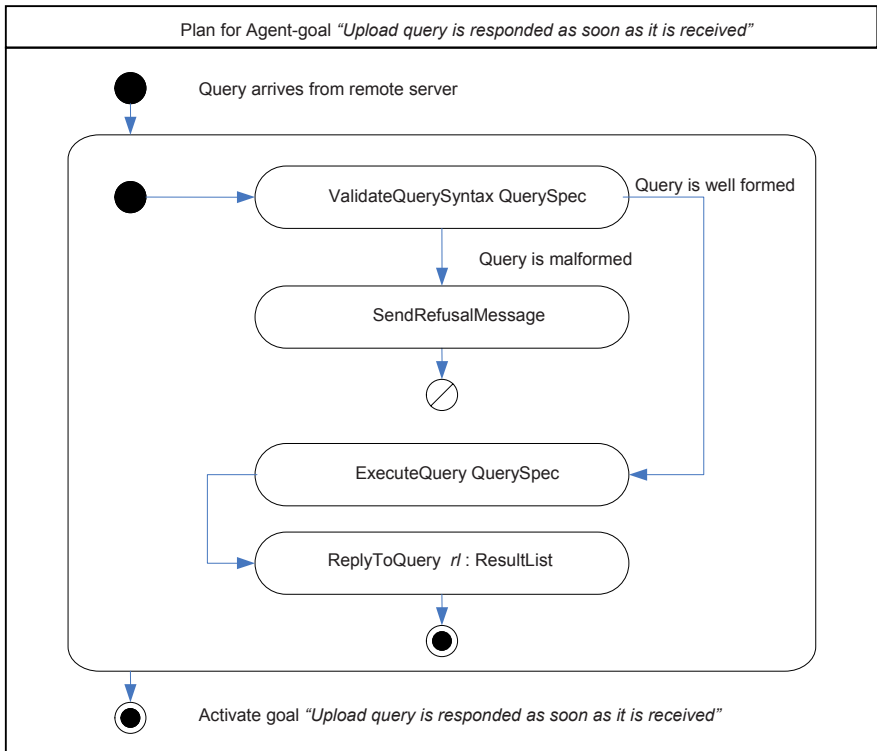 Plan for Agent-goal “Upload query is responded as soon as it is received”
Query arrives from remote server
ValidateQuerySyntax QuerySpec
Query is well formed
Query is malformed
SendRefusalMessage
ExecuteQuery QuerySpec
ReplyToQuery rl : ResultList
Activate goal “Upload query is responded as soon as it is received”